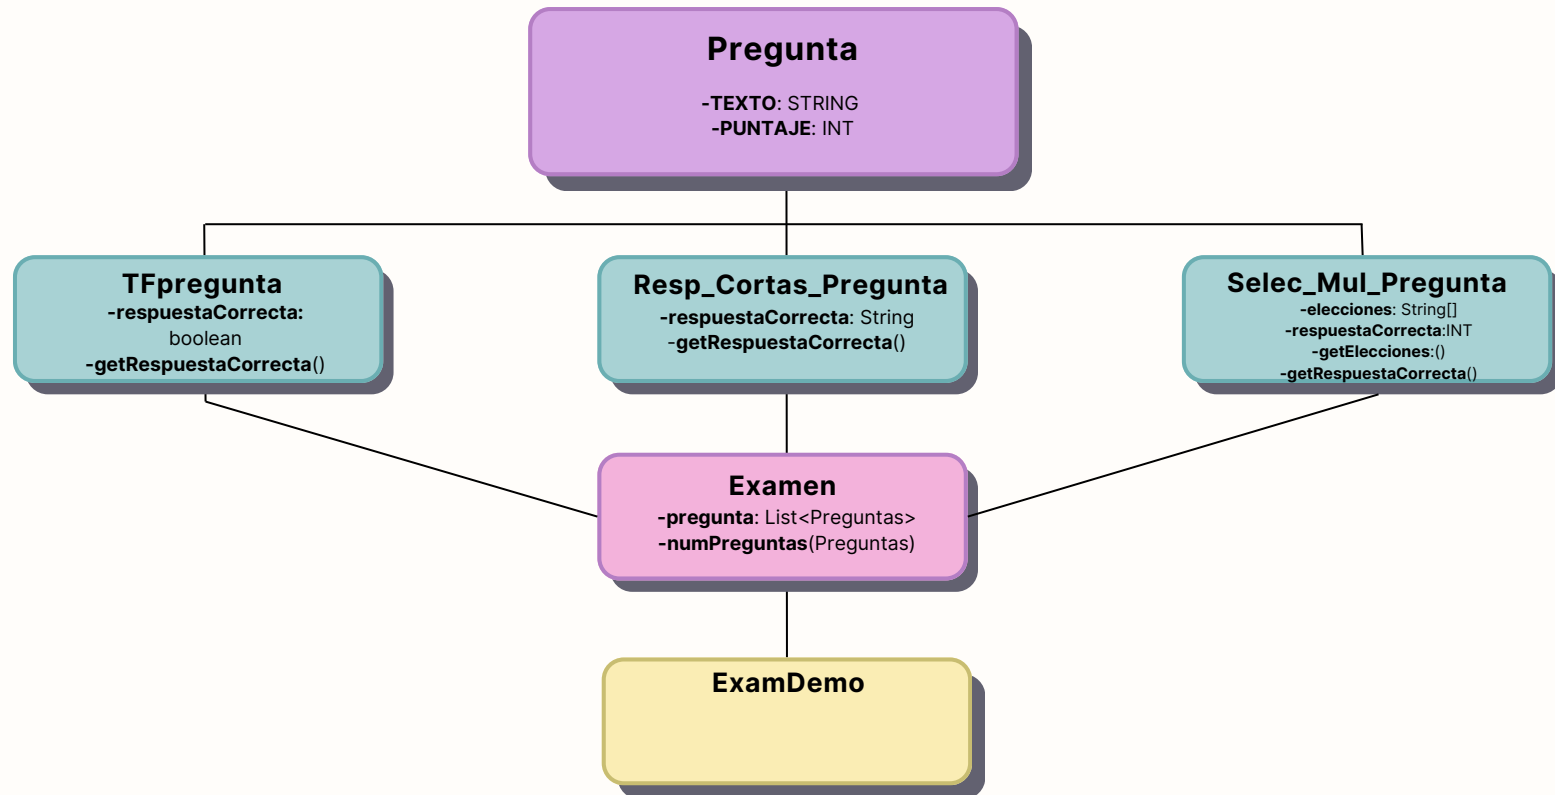 Pregunta
-TEXTO: STRING
-PUNTAJE: INT
TFpregunta
-respuestaCorrecta:
boolean
-getRespuestaCorrecta()
Resp_Cortas_Pregunta
-respuestaCorrecta: String
-getRespuestaCorrecta()
Selec_Mul_Pregunta
-elecciones: String[]
-respuestaCorrecta:INT
-getElecciones:()
-getRespuestaCorrecta()
Examen
-pregunta: List<Preguntas>
-numPreguntas(Preguntas)
ExamDemo